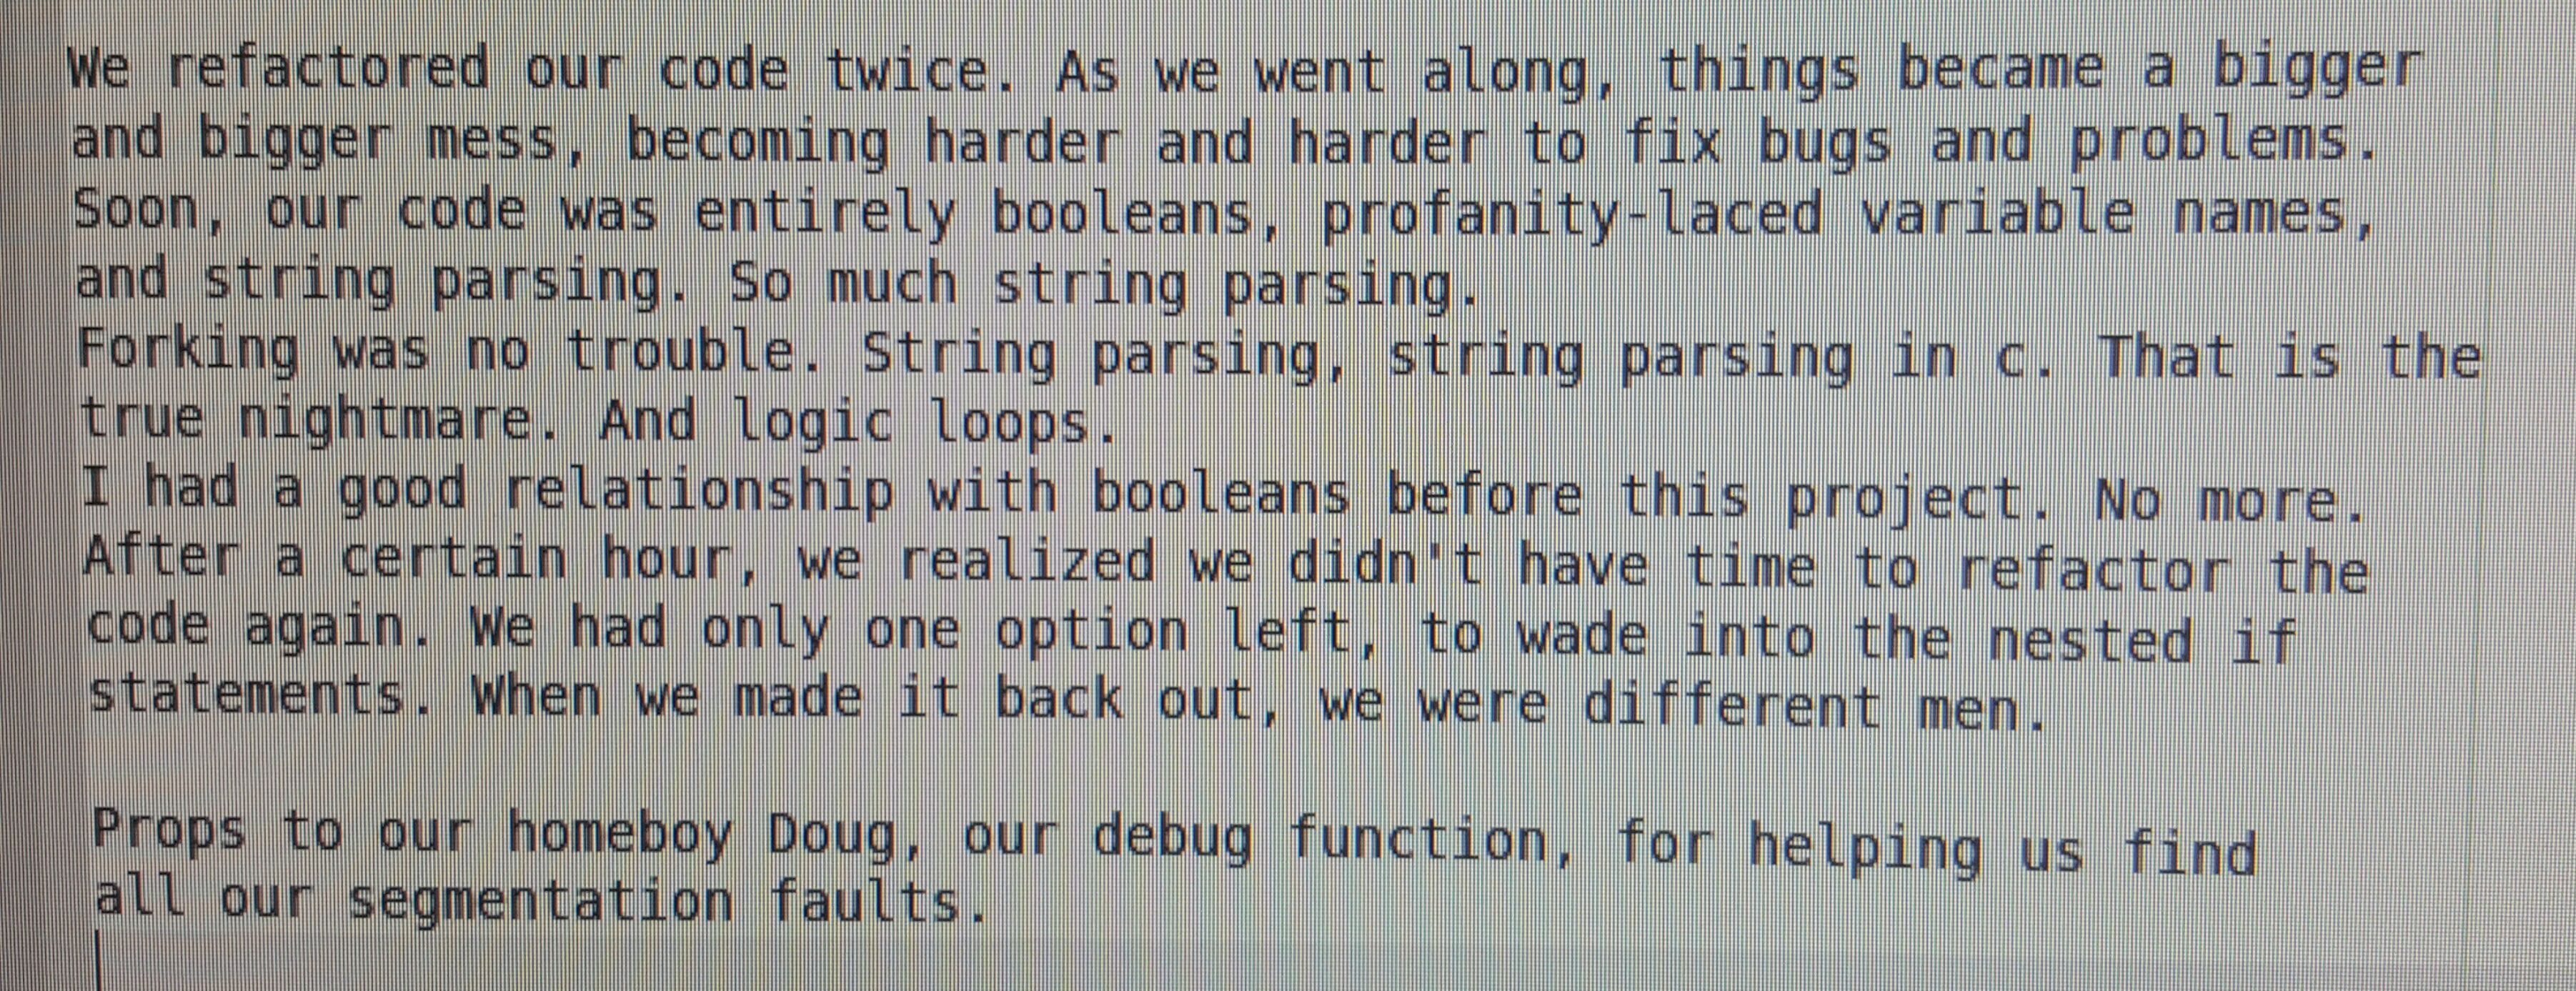 We refactored our code twice. As we went along, things became a bigger
and bigger mess, becoming harder and harder to fix bugs and problems.
Soon, our code was entirely booleans, profanity-laced variable names,
and string parsing. So much string parsing.
Forking was no trouble. String parsing, string parsing in c. That is the
true nightmare. And logic loops.
I had a good relationship with booleans before this project. No more.
After a certain hour, we realized we didn't have time to refactor the
code again. We had only one option left, to wade into the nested if
statements. When we made it back out, we were different men.
Props to our homeboy Doug, our debug function, for helping us find
all our segmentation faults.